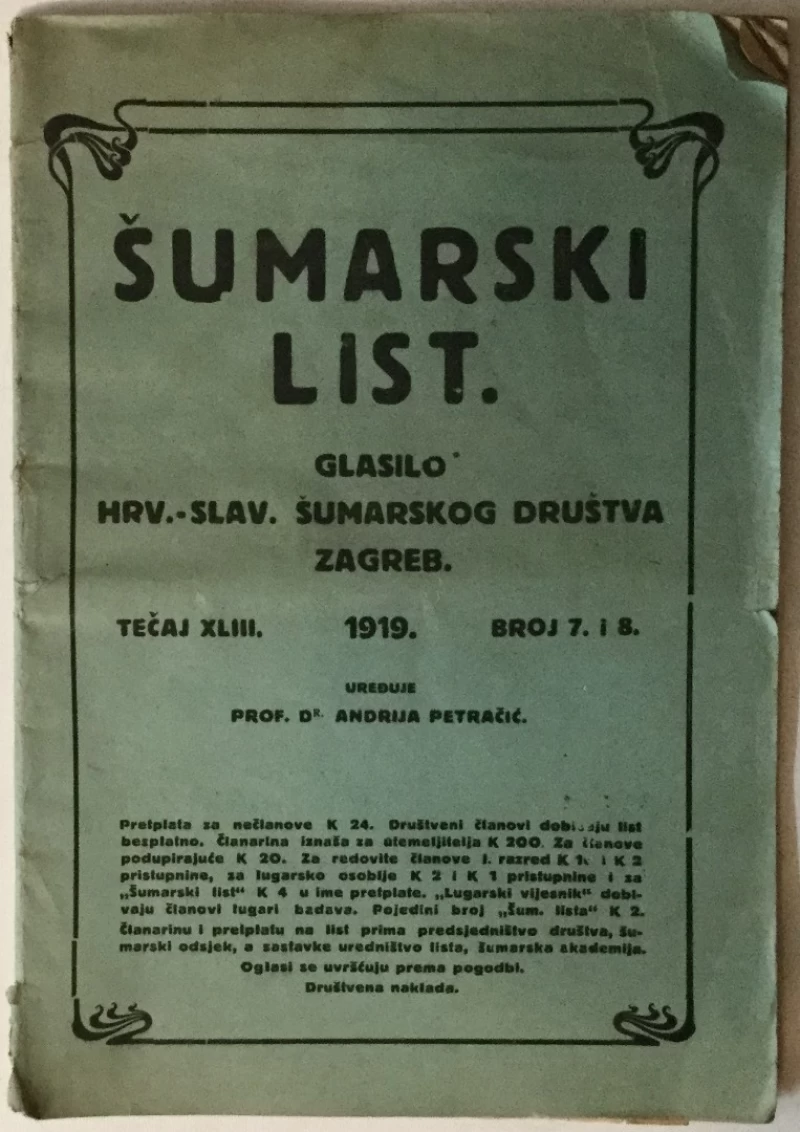 ŠUMARSKI
LIST.
GLASILO
HRV.-SLAV. ŠUMARSKOG DRUŠTVA
ZAGREB.
TEČAJ XLIII. 1919. BROJ 7. i 8.
UREĐUJE
PROF. DR. ANDRIJA PETRAČIĆ.
Pretplata za nečlanove K 24. Društveni članovi list
besplatno. Članarina iznaša za utemeljitelja K 200. Za članove
podupirajuće K 20. Za redovite članove I. razred i K 2
pristupnine, za lugarsko osoblje K 2 i K 1 pristupnine i za
„Šumarski list“ K 4 u ime pretplate. „Lugarski vijesnik“ dobi-
vaju članovi lugari badava. Pojedini broj „Šum. lista“ K 2.
Članarinu i pretplatu na list prima predsjedništvo društva, šu-
marski odsjek, a sastavke uredništvo lista, šumarska akademija.
Oglasi se uvršćuju prema pogodbi.
Društvena naklada.